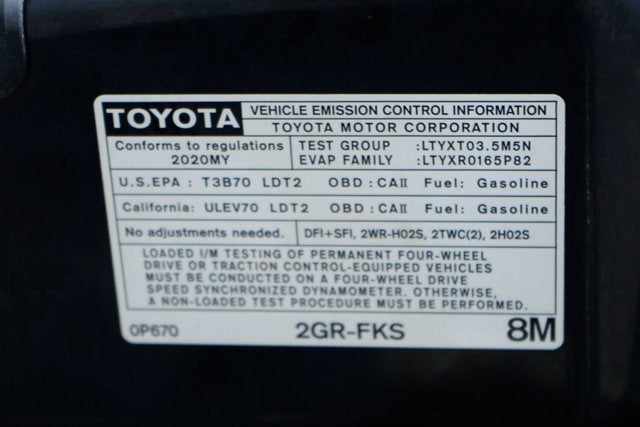 TOYOTA VEHICLE EMISSION CONTROL INFORMATION
TOYOTA MOTOR CORPORATION
Conforms to regulations
2020MY
TEST GROUP :LTYXT03.5M5N
EVAP FAMILY :LTYXR0165P82
U.S.EPA : T3B70 LDT2 OBD : CAII Fuel: Gasoline
California: ULEV70 LDT2 OBD : CAII Fuel: Gasoline
No adjustments needed. DFI+SFI, 2WR-HO2S, 2TWC(2), 2HO2S
LOADED I/M TESTING OF PERMANENT FOUR-WHEEL
DRIVE OR TRACTION CONTROL-EQUIPPED VEHICLES
MUST BE CONDUCTED ON A FOUR-WHEEL DRIVE
SPEED SYNCHRONIZED DYNAMOMETER. OTHERWISE,
A NON-LOADED TEST PROCEDURE MUST BE PERFORMED.
0P670 2GR-FKS 8M